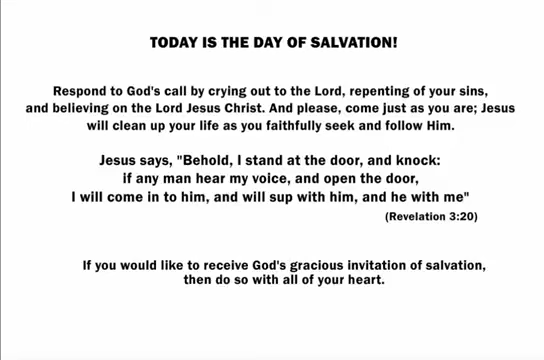 TODAY IS THE DAY OF SALVATION!
Respond to God's call by crying out to the Lord, repenting of your sins,
and believing on the Lord Jesus Christ. And please, come just as you are; Jesus
will clean up your life as you faithfully seek and follow Him.
Jesus says, "Behold, I stand at the door, and knock:
if any man hear my voice, and open the door,
I will come in to him, and will sup with him, and he with me"
(Revelation 3:20)
If you would like to receive God's gracious invitation of salvation,
then do so with all of your heart.